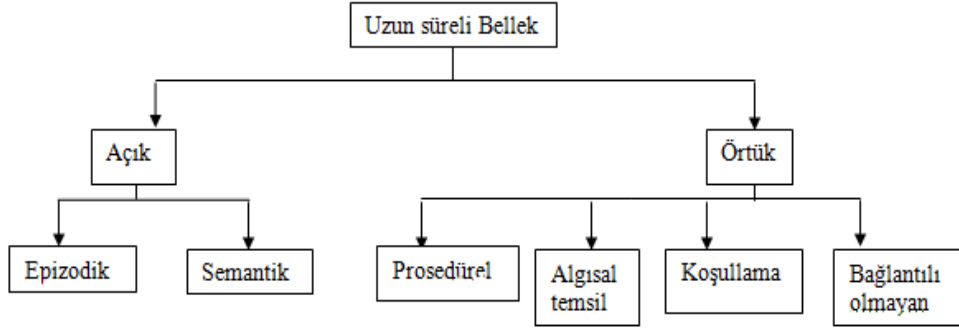 Uzun süreli Bellek
Açık
Örtük
Epizodik
Semantik
Prosedürel
Algısal
temsil
Koşullama
Bağlantılı
olmayan